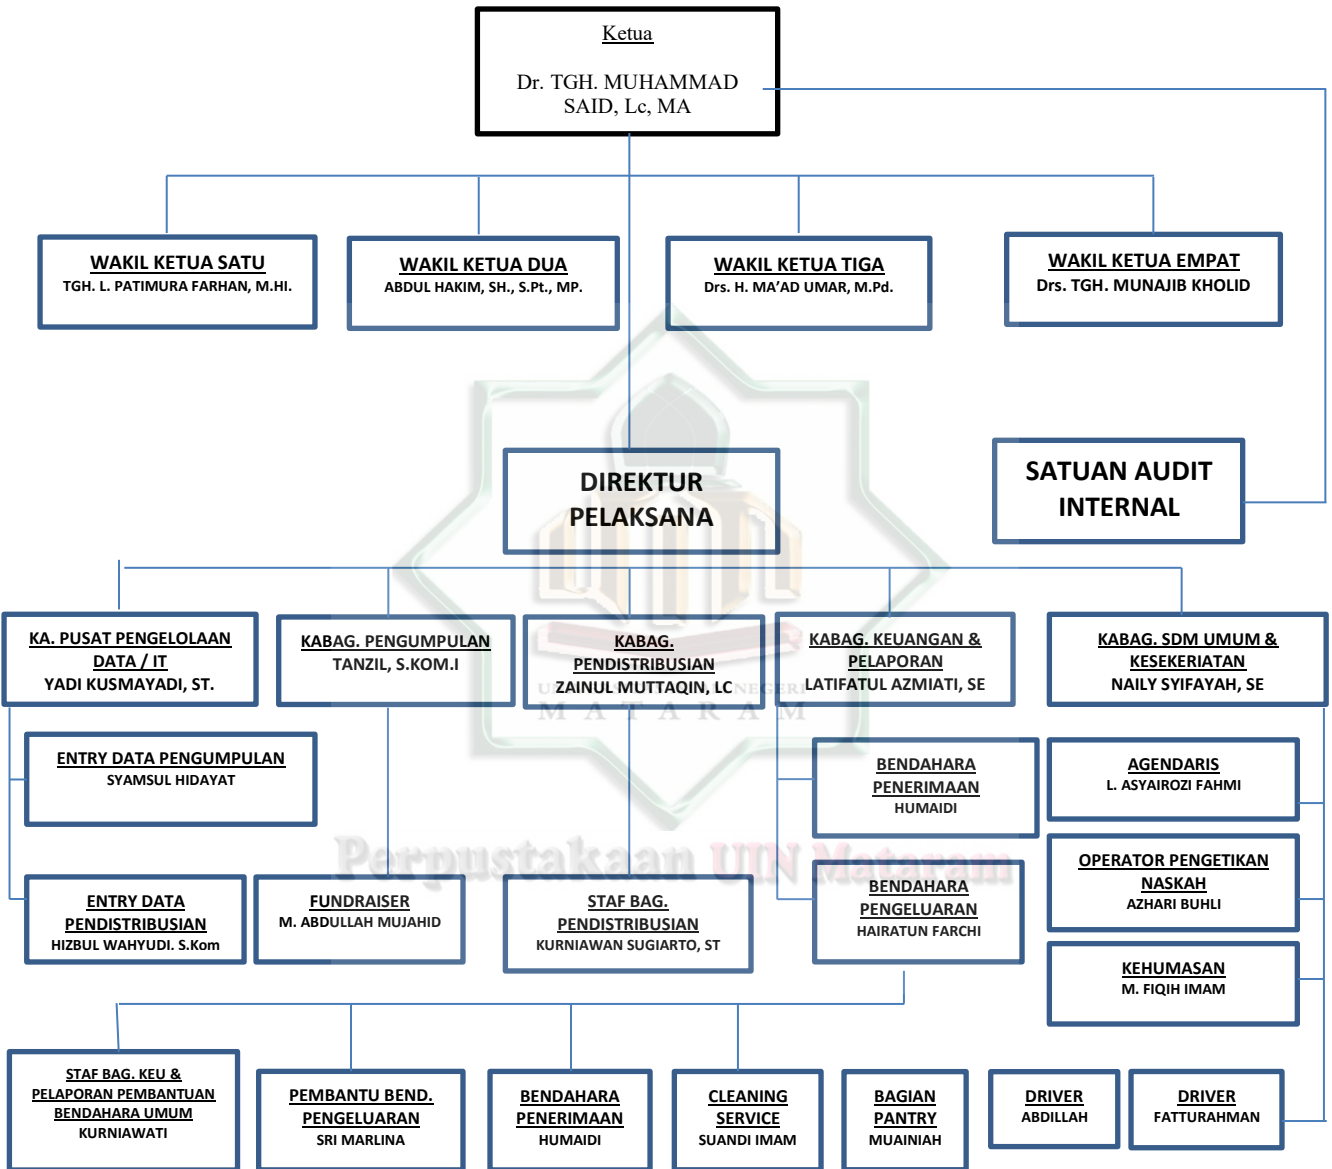 Ketua
Dr. TGH. MUHAMMAD
SAID, Lc, MA
WAKIL KETUA SATU
TGH. L. PATIMURA FARHAN, M.HI.
WAKIL KETUA DUA
ABDUL HAKIM, SH., S.Pt., MP.
WAKIL KETUA TIGA
Drs. H. MA’AD UMAR, M.Pd.
WAKIL KETUA EMPAT
Drs. TGH. MUNAJIB KHOLID
DIREKTUR
PELAKSANA
SATUAN AUDIT
INTERNAL
KA. PUSAT PENGELOLAAN
DATA / IT
YADI KUSMAYADI, ST.
KABAG. PENGUMPULAN
TANZIL, S.KOM.I
KABAG.
PENDISTRIBUSIAN
ZAINUL MUTTAQIN, LC
KABAG. KEUANGAN &
PELAPORAN
LATIFATUL AZMIATI, SE
KABAG. SDM UMUM &
KESEKERIATAN
NAILY SYIFAYAH, SE
NEGERI
MATARAM
ENTRY DATA PENGUMPULAN
SYAMSUL HIDAYAT
BENDAHARA
PENERIMAAN
HUMAIDI
AGENDARIS
L. ASYAIROZI FAHMI
Perpustakaan UIN Mataram
ENTRY DATA
PENDISTRIBUSIAN
HIZBUL WAHYUDI. S.Kom
FUNDRAISER
M. ABDULLAH MUJAHID
STAF BAG.
PENDISTRIBUSIAN
KURNIAWAN SUGIARTO, ST
BENDAHARA
PENGELUARAN
HAIRATUN FARCHI
OPERATOR PENGETIKAN
NASKAH
AZHARI BUHLI
KEHUMASAN
M. FIQIH IMAM
STAF BAG. KEU &
PELAPORAN PEMBANTUAN
BENDAHARA UMUM
KURNIAWATI
PEMBANTU BEND.
PENGELUARAN
SRI MARLINA
BENDAHARA
PENERIMAAN
HUMAIDI
CLEANING
SERVICE
SUANDI IMAM
BAGIAN
PANTRY
MUAINIAH
DRIVER
ABDILLAH
DRIVER
FATTURAHMAN